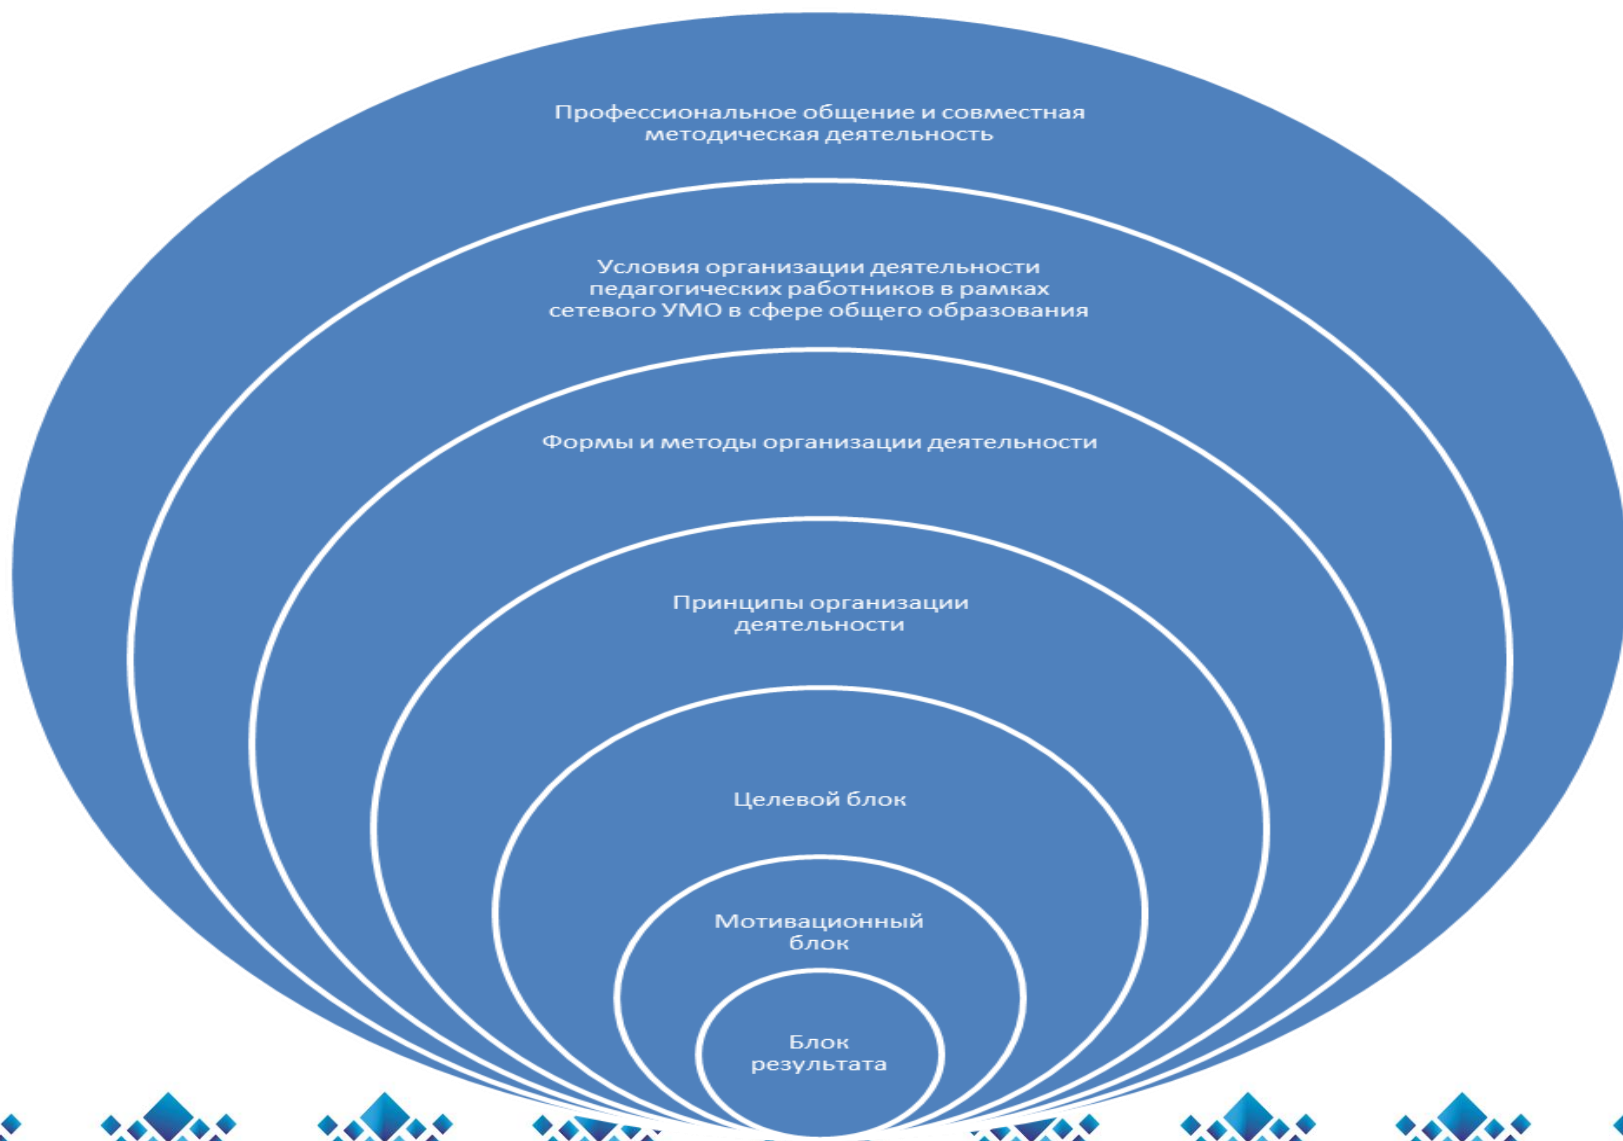 Профессиональное общение и совместная
методическая деятельность
Условия организации деятельности
педагогических работников в рамках
сетевого УМО в сфере общего образования
Формы и методы организации деятельности
Принципы организации
деятельности
Целевой блок
Мотивационный
блок
Блок
результата